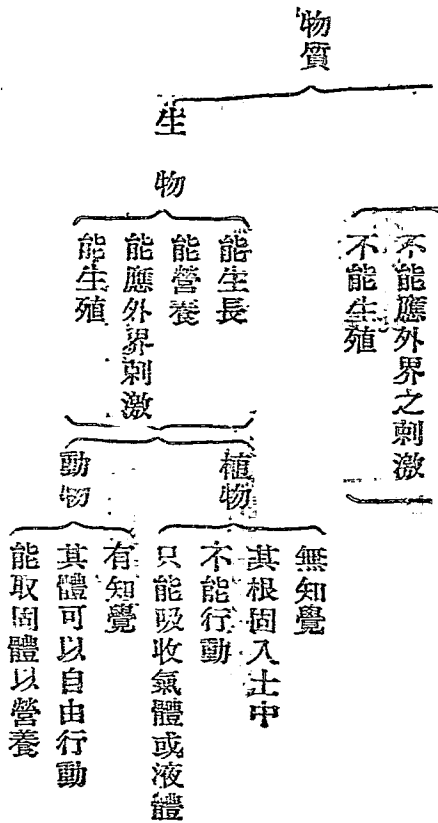 物質
不能應外界之刺激
不能生殖
生物
能生長
能營養
能應外界刺激
能生殖
植物
無知覺
其根固入土中
不能行動
只能吸收氣體或液體
動物
有知覺
其體可以自由行動
能取固體以營養